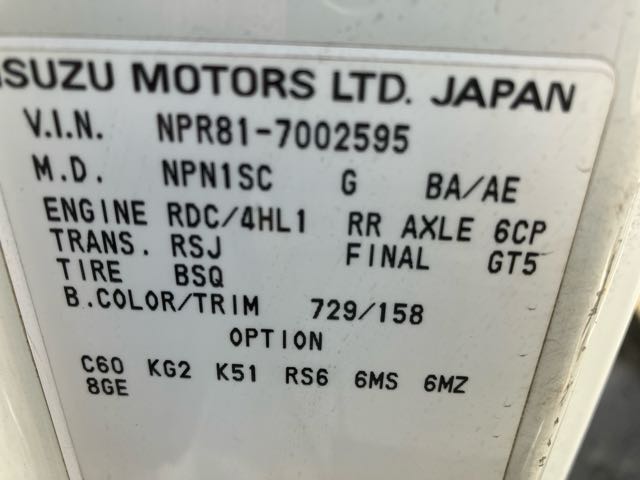 ISUZU MOTORS LTD. JAPAN
V.I.N. NPR81-7002595
M.D. NPN1SC G BA/AE
ENGINE RDC/4HL1 RR AXLE 6CP
TRANS. RSJ FINAL GT5
TIRE BSQ
B.COLOR/TRIM 729/158
OPTION
C60 KG2 K51 RS6 6MS 6MZ
8GE